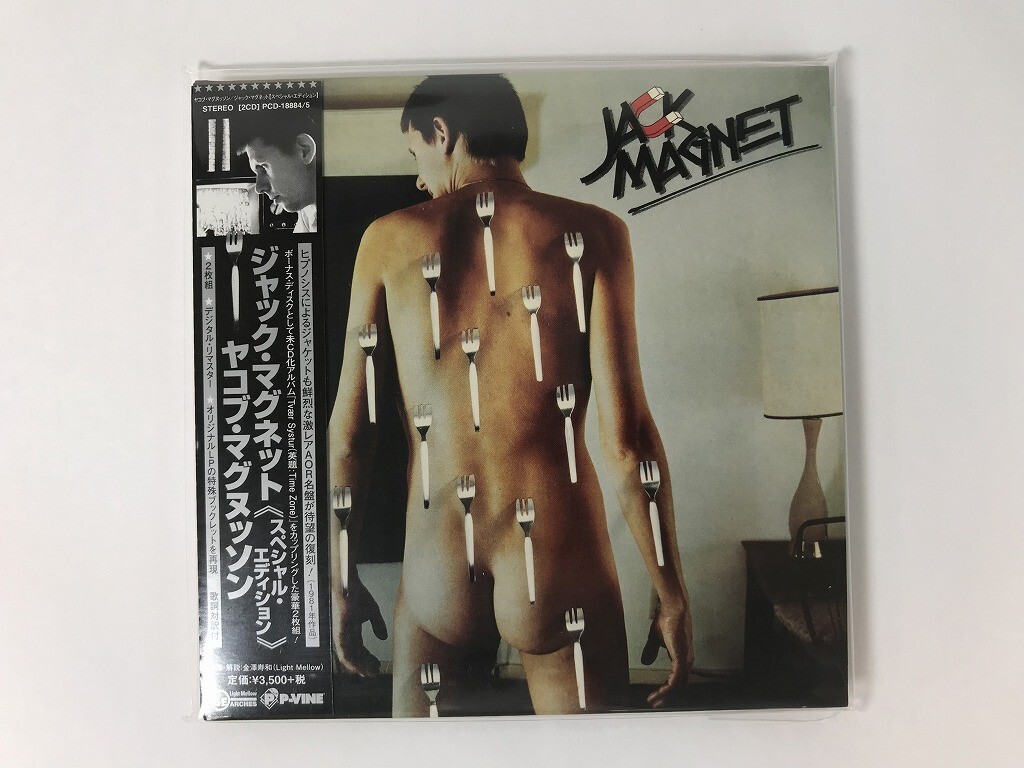 ヤコブ・マグヌッソン/ジャック・マグネット[スペシャル・エディション]
STEREO [2CD] PCD-18884/5
JACK
MAGNET
ヒプノシスによるジャケットも鮮烈な激レアAOR名盤が待望の復刻!(1981年作品)
ボーナス・ディスクとして未CD化アルバム「Tvær Systur(英題:Time Zone)」をカップリングした豪華2枚組!
ジャック・マグネット《スペシャル・エディション》
ヤコブ・マグヌッソン
★2枚組 ★デジタル・リマスター ★オリジナルLPの特殊ブックレットを再現 歌詞対訳付
解説:金澤寿和(Light Mellow)
定価:¥3,500+税
Light Mellow
P-VINE